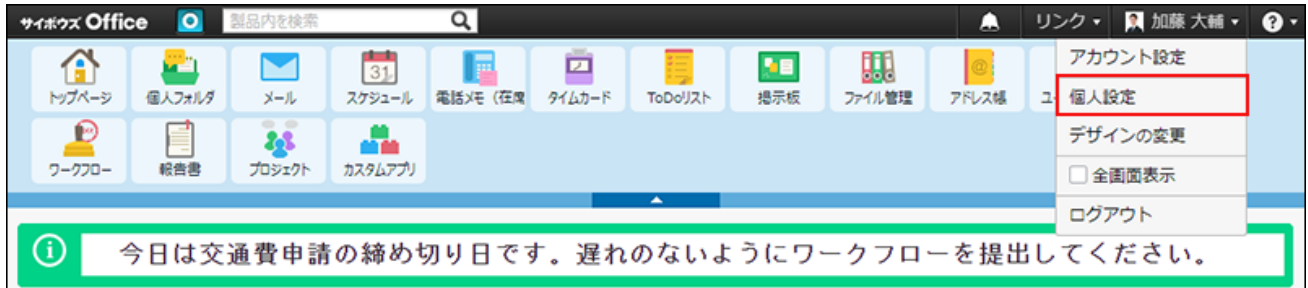 サイボウズ Office
製品内を検索
リンク
加藤 大輔
?
トップページ
個人フォルダ
メール
31
スケジュール
電話メモ（在席
タイムカード
ToDoリスト
掲示板
ファイル管理
@
アドレス帳
ユー
アカウント設定
個人設定
デザインの変更
全画面表示
ログアウト
ワークフロー
報告書
プロジェクト
カスタムアプリ
今日は交通費申請の締め切り日です。遅れのないようにワークフローを提出してください。